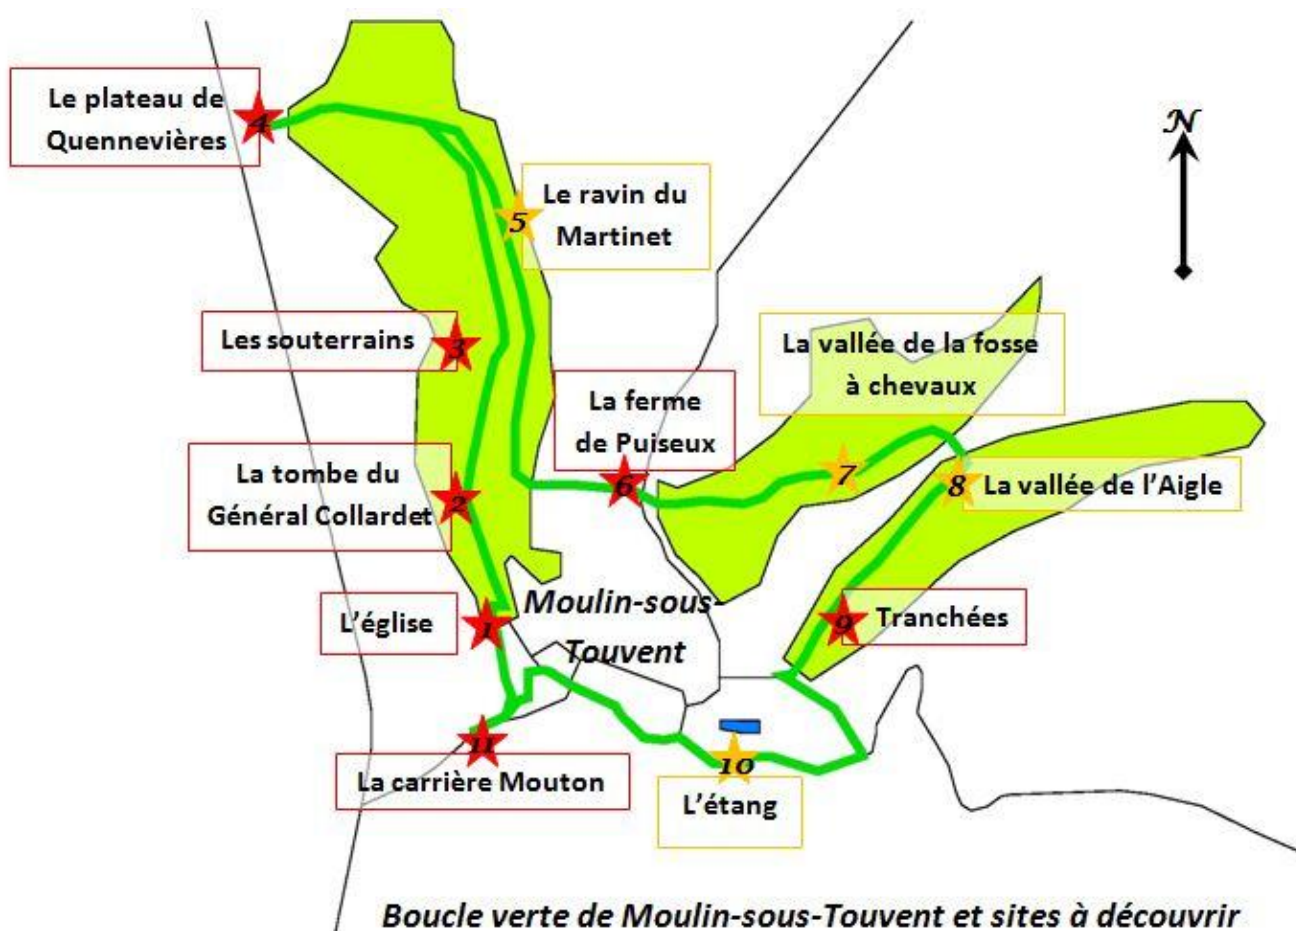 Le plateau de
Quennevières
4
N
Le ravin du
Martinet
5
Les souterrains
3
La vallée de la fosse
à chevaux
7
La ferme
de Puiseux
6
La tombe du
Général Collardet
2
8
La vallée de l'Aigle
L'église
1
Moulin-sous-
Touvent
9
Tranchées
11
La carrière Mouton
10
L'étang
Boucle verte de Moulin-sous-Touvent et sites à découvrir